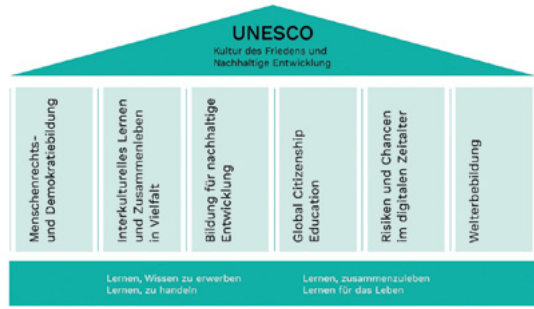 UNESCO
Kultur des Friedens und
Nachhaltige Entwicklung
Menschenrechts-
und Demokratiebildung
Interkulturelles Lernen
und Zusammenleben
in Vielfalt
Bildung für nachhaltige
Entwicklung
Global Citizenship
Education
Risiken und Chancen
im digitalen Zeitalter
Welterbebildung
Lernen, Wissen zu erwerben
Lernen, zu handeln
Lernen, zusammenzuleben
Lernen für das Leben